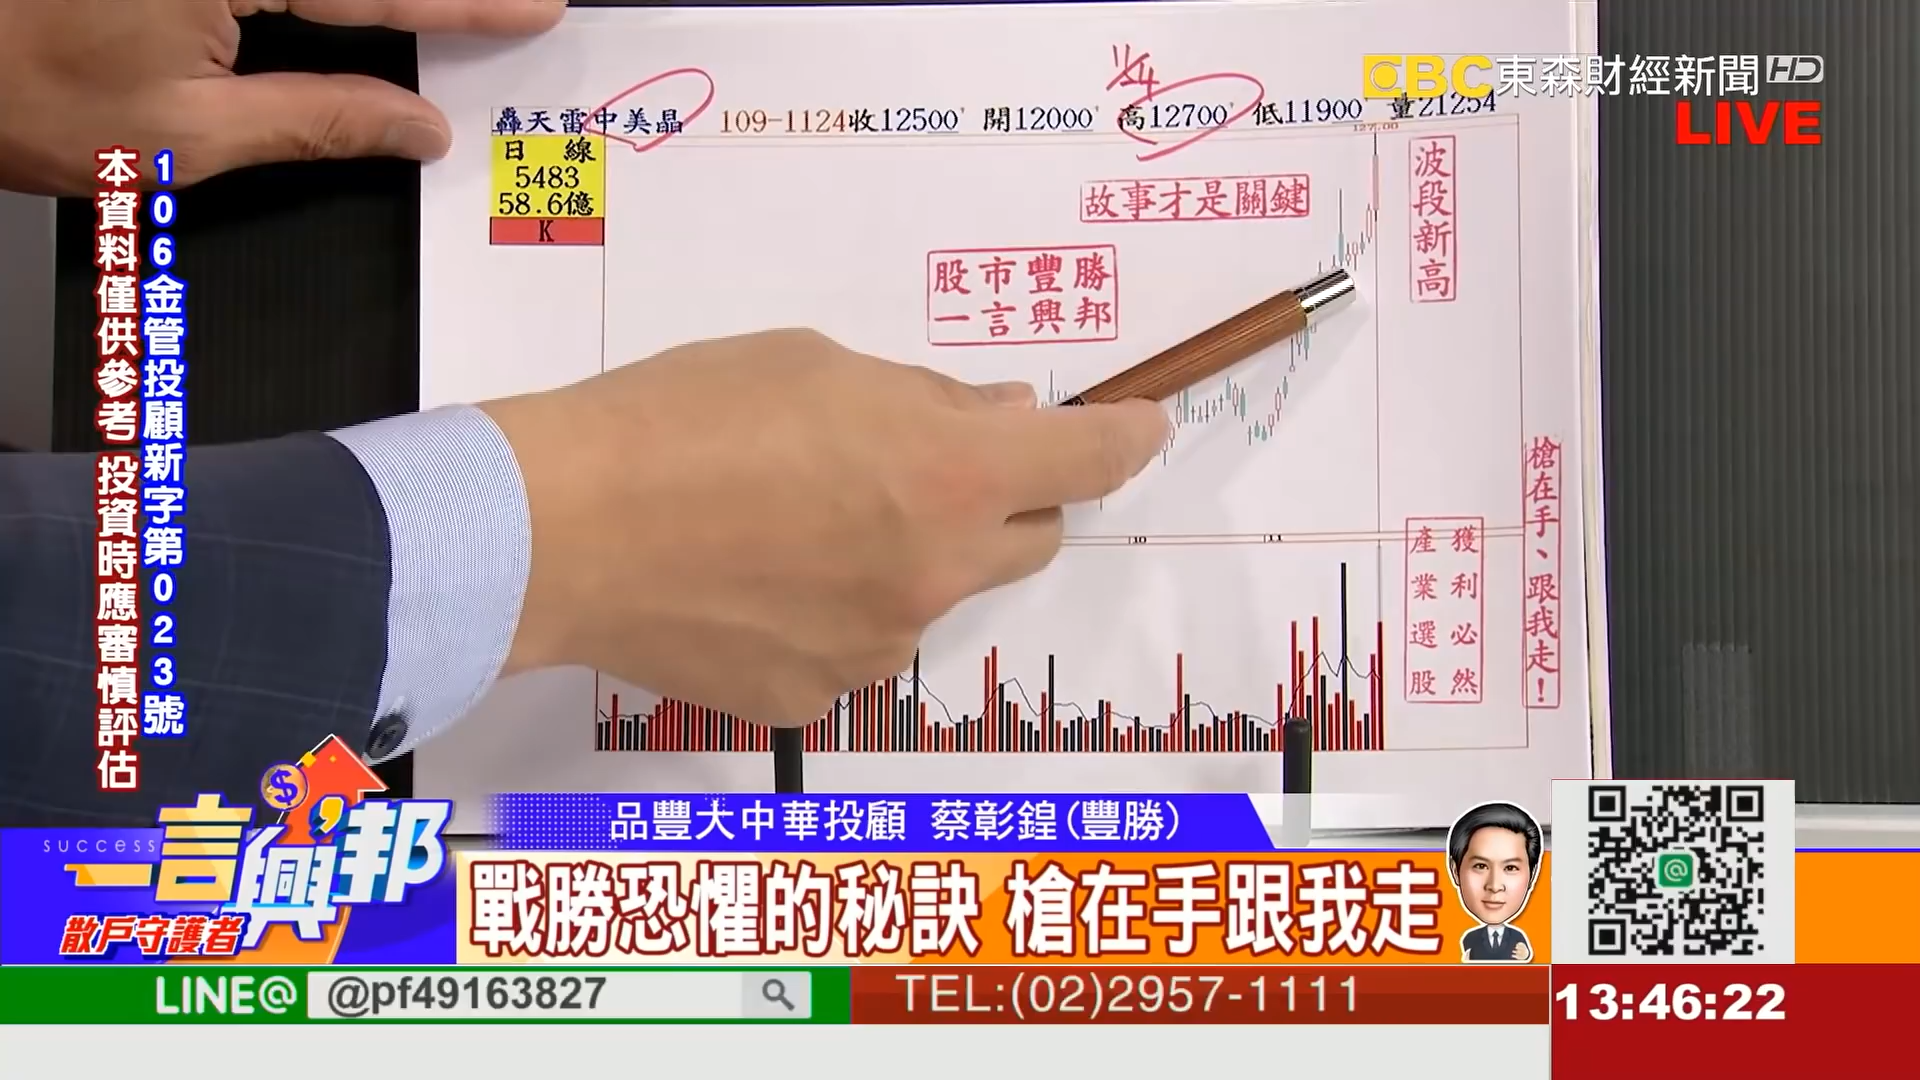 EBC 東森財經新聞 HD
LIVE
11/24
轟天雷中美晶 109-1124收12500' 開12000' 高12700' 低11900' 量21254
127.00
日 線
5483
58.6億
K
波段新高
故事才是關鍵
股市豐勝
一言興邦
槍在手、跟我走!
獲利必然
產業選股
10
11
106金管投顧新字第023號
本資料僅供參考 投資時應審慎評估
success
一言興邦
散戶守護者
品豐大中華投顧 蔡彰鍠(豐勝)
戰勝恐懼的秘訣 槍在手跟我走
LINE@ @pf49163827
TEL:(02)2957-1111
13:46:22